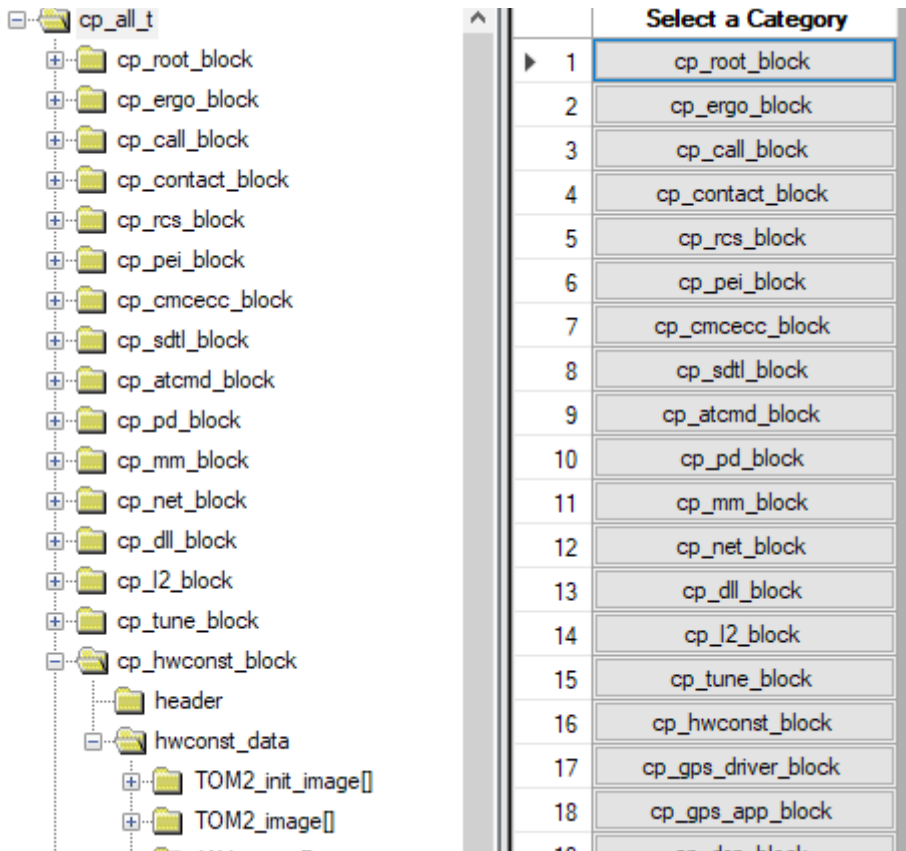 cp_all_t
cp_root_block
cp_ergo_block
cp_call_block
cp_contact_block
cp_rcs_block
cp_pei_block
cp_cmcecc_block
cp_sdtl_block
cp_atcmd_block
cp_pd_block
cp_mm_block
cp_net_block
cp_dll_block
cp_l2_block
cp_tune_block
cp_hwconst_block
header
hwconst_data
TOM2_init_image[]
TOM2_image[]
Select a Category
1 cp_root_block
2 cp_ergo_block
3 cp_call_block
4 cp_contact_block
5 cp_rcs_block
6 cp_pei_block
7 cp_cmcecc_block
8 cp_sdtl_block
9 cp_atcmd_block
10 cp_pd_block
11 cp_mm_block
12 cp_net_block
13 cp_dll_block
14 cp_l2_block
15 cp_tune_block
16 cp_hwconst_block
17 cp_gps_driver_block
18 cp_gps_app_block